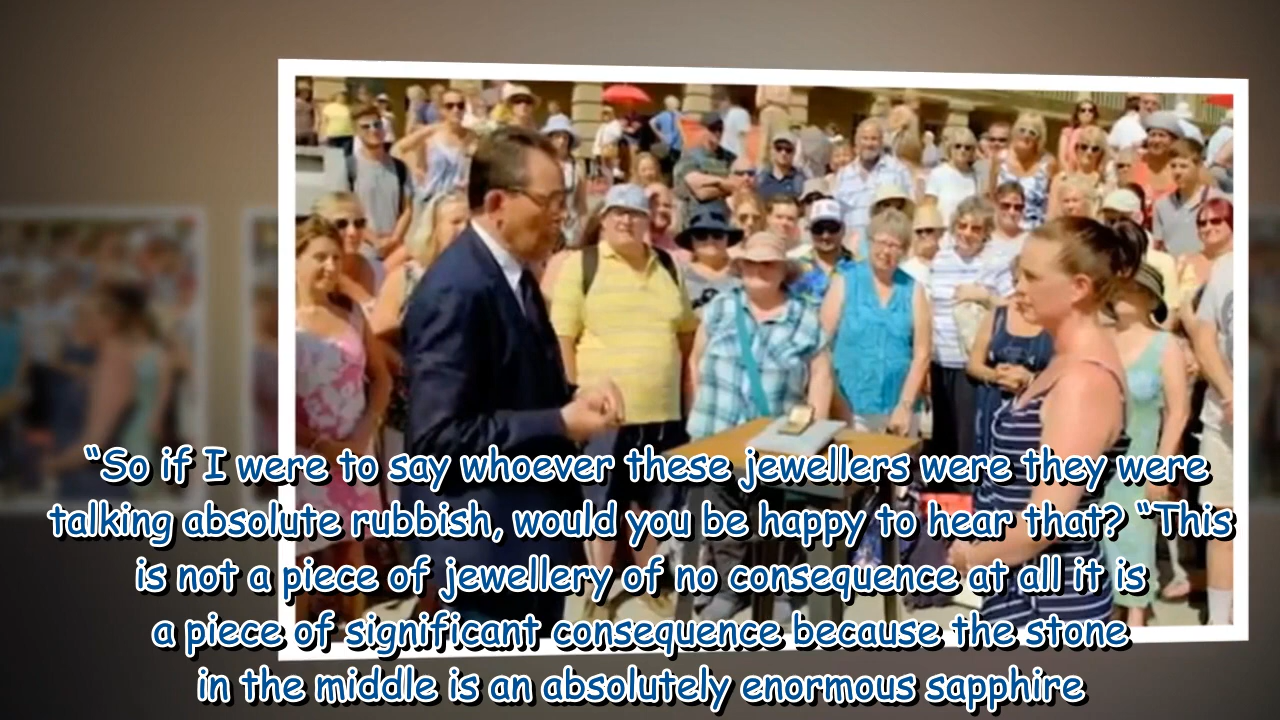 “So if I were to say whoever these jewellers were they were
talking absolute rubbish, would you be happy to hear that? “This
is not a piece of jewellery of no consequence at all it is
a piece of significant consequence because the stone
in the middle is an absolutely enormous sapphire